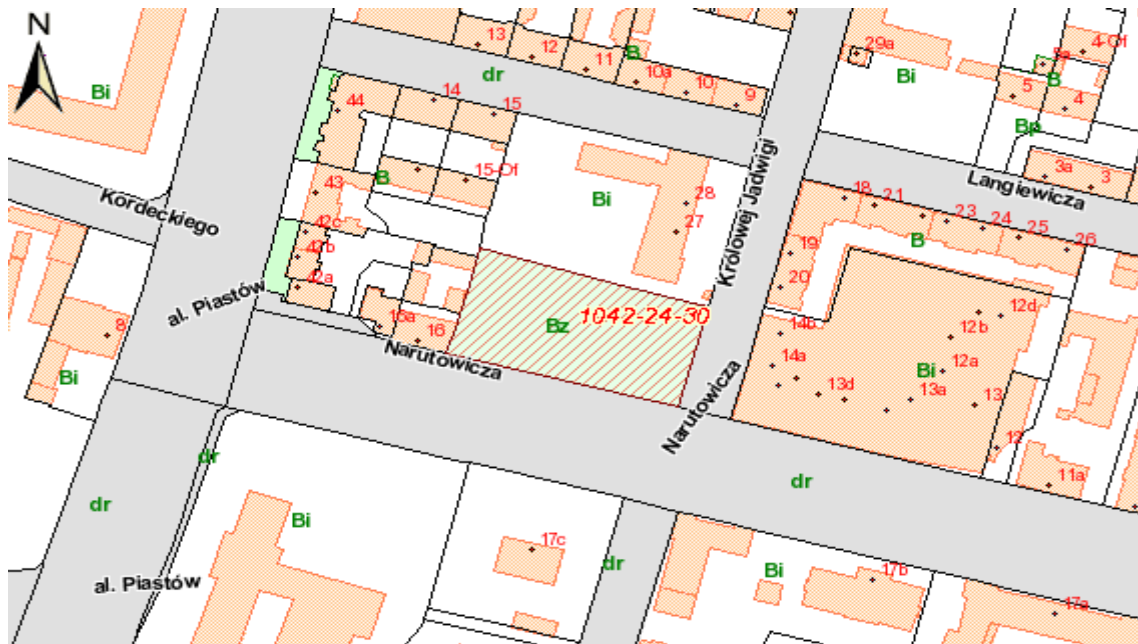 N
13
12
11
B
10a
10
9
29a
4-Of
5a
B
5
4
Bi
Bi
dr
44
14
15
Bp
3a
3
Langiewicza
Królowej Jadwigi
B
15-Of
43
Kordeckiego
Bi
28
27
18
21
23
24
25
26
B
19
20
42c
42b
42a
al. Piastów
8
Bi
16a
16
Narutowicza
Bz
1042-24-30
14b
14a
13d
12d
12b
12a
Bi
13a
13
12
11a
Narutowicza
dr
dr
dr
Bi
17c
dr
Bi
17b
17a
al. Piastów